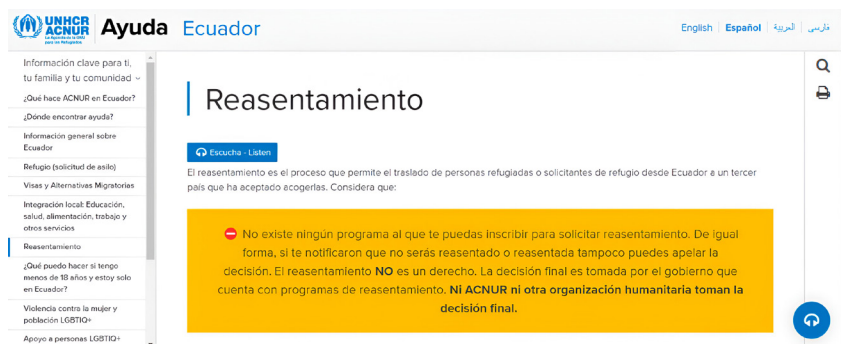 UNHCR
ACNUR
La Agencia de la ONU
para los Refugiados
Ayuda Ecuador
English Español العربية فارسی
Información clave para ti,
tu familia y tu comunidad
¿Qué hace ACNUR en Ecuador?
¿Dónde encontrar ayuda?
Información general sobre
Ecuador
Refugio (solicitud de asilo)
Visas y Alternativas Migratorias
Integración local: Educación,
salud, alimentación, trabajo y
otros servicios
Reasentamiento
¿Qué puedo hacer si tengo
menos de 18 años y estoy solo
en Ecuador?
Violencia contra la mujer y
población LGBTIQ+
Apoyo a personas LGBTIQ+
Reasentamiento
Escucha - Listen
El reasentamiento es el proceso que permite el traslado de personas refugiadas o solicitantes de refugio desde Ecuador a un tercer
país que ha aceptado acogerlas. Considera que:
No existe ningún programa al que te puedas inscribir para solicitar reasentamiento. De igual
forma, si te notificaron que no serás reasentado o reasentada tampoco puedes apelar la
decisión. El reasentamiento NO es un derecho. La decisión final es tomada por el gobierno que
cuenta con programas de reasentamiento. Ni ACNUR ni otra organización humanitaria toman la
decisión final.